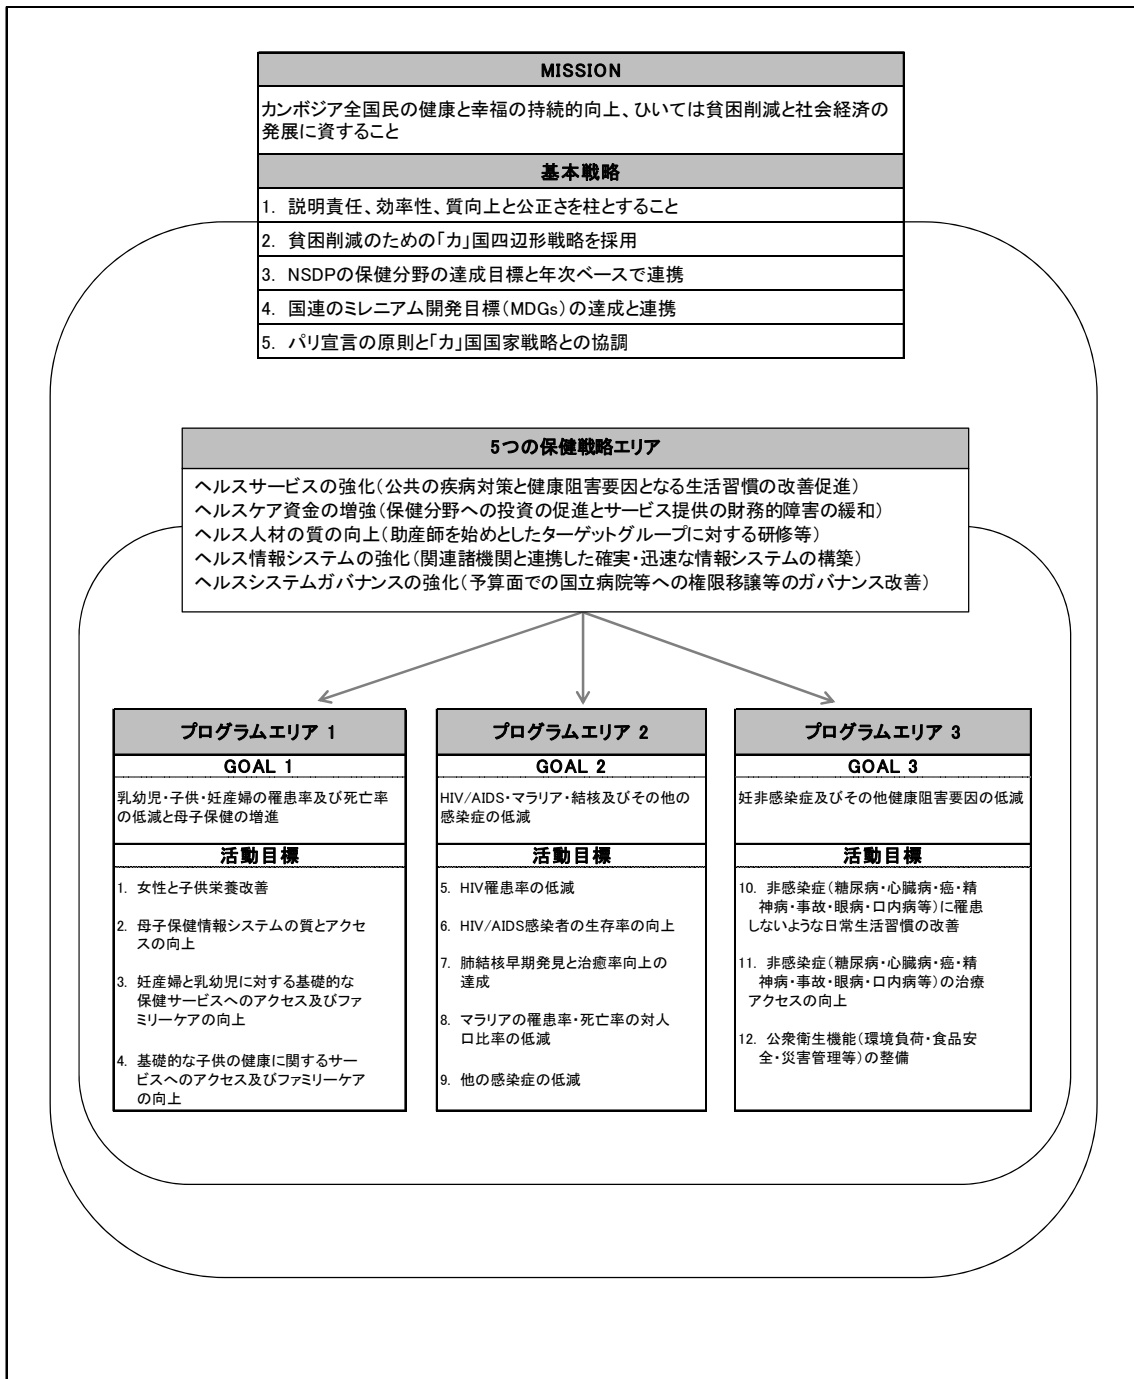 MISSION
カンボジア全国民の健康と幸福の持続的向上、ひいては貧困削減と社会経済の
発展に資すること
基本戦略
1. 説明責任、効率性、質向上と公正さを柱とすること
2. 貧困削減のための「カ」国四辺形戦略を採用
3. NSDPの保健分野の達成目標と年次ベースで連携
4. 国連のミレニアム開発目標(MDGs)の達成と連携
5. パリ宣言の原則と「カ」国国家戦略との協調
5つの保健戦略エリア
ヘルスサービスの強化(公共の疾病対策と健康阻害要因となる生活習慣の改善促進)
ヘルスケア資金の増強(保健分野への投資の促進とサービス提供の財務的障害の緩和)
ヘルス人材の質の向上(助産師を始めとしたターゲットグループに対する研修等)
ヘルス情報システムの強化(関連諸機関と連携した確実・迅速な情報システムの構築)
ヘルスシステムガバナンスの強化(予算面での国立病院等への権限移譲等のガバナンス改善)
プログラムエリア 1
GOAL 1
乳幼児・子供・妊産婦の罹患率及び死亡率
の低減と母子保健の増進
活動目標
1. 女性と子供栄養改善
2. 母子保健情報システムの質とアクセ
スの向上
3. 妊産婦と乳幼児に対する基礎的な
保健サービスへのアクセス及びファ
ミリーケアの向上
4. 基礎的な子供の健康に関するサー
ビスへのアクセス及びファミリーケア
の向上
プログラムエリア 2
GOAL 2
HIV/AIDS・マラリア・結核及びその他の
感染症の低減
活動目標
5. HIV罹患率の低減
6. HIV/AIDS感染者の生存率の向上
7. 肺結核早期発見と治癒率向上の
達成
8. マラリアの罹患率・死亡率の対人
口比率の低減
9. 他の感染症の低減
プログラムエリア 3
GOAL 3
妊非感染症及びその他健康阻害要因の低減
活動目標
10. 非感染症(糖尿病・心臓病・癌・精
神病・事故・眼病・口内病等)に罹患
しないような日常生活習慣の改善
11. 非感染症(糖尿病・心臓病・癌・精
神病・事故・眼病・口内病等)の治療
アクセスの向上
12. 公衆衛生機能(環境負荷・食品安
全・災害管理等)の整備